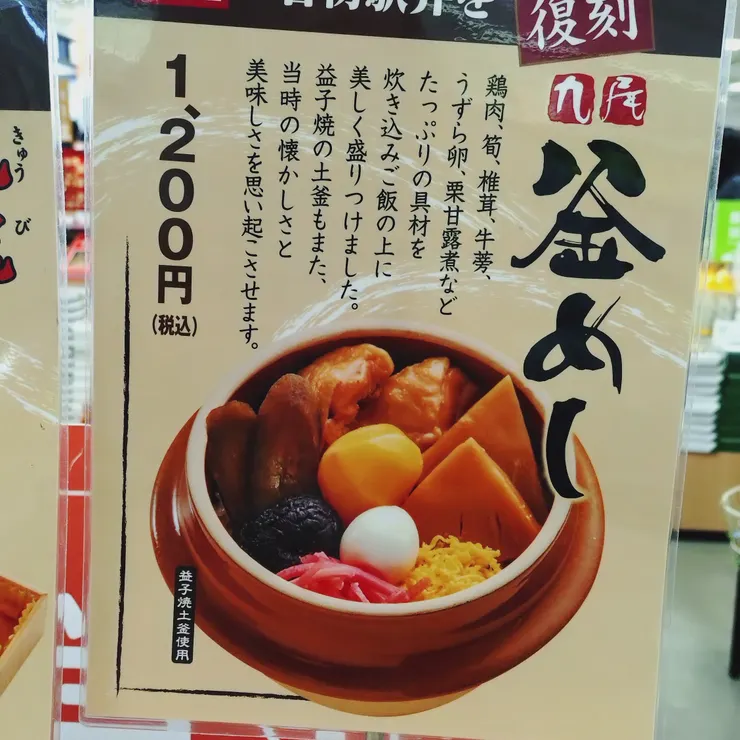 復刻
九尾
釜めし
鶏肉、筍、椎茸、牛蒡、
うずら卵、栗甘露煮など
たっぷりの具材を
炊き込みご飯の上に
美しく盛りつけました。
益子焼の土釜もまた、
当時の懐かしさと
美味しさを思い起こさせます。
1,200円
(税込)
益子焼土釜使用
きゅうび